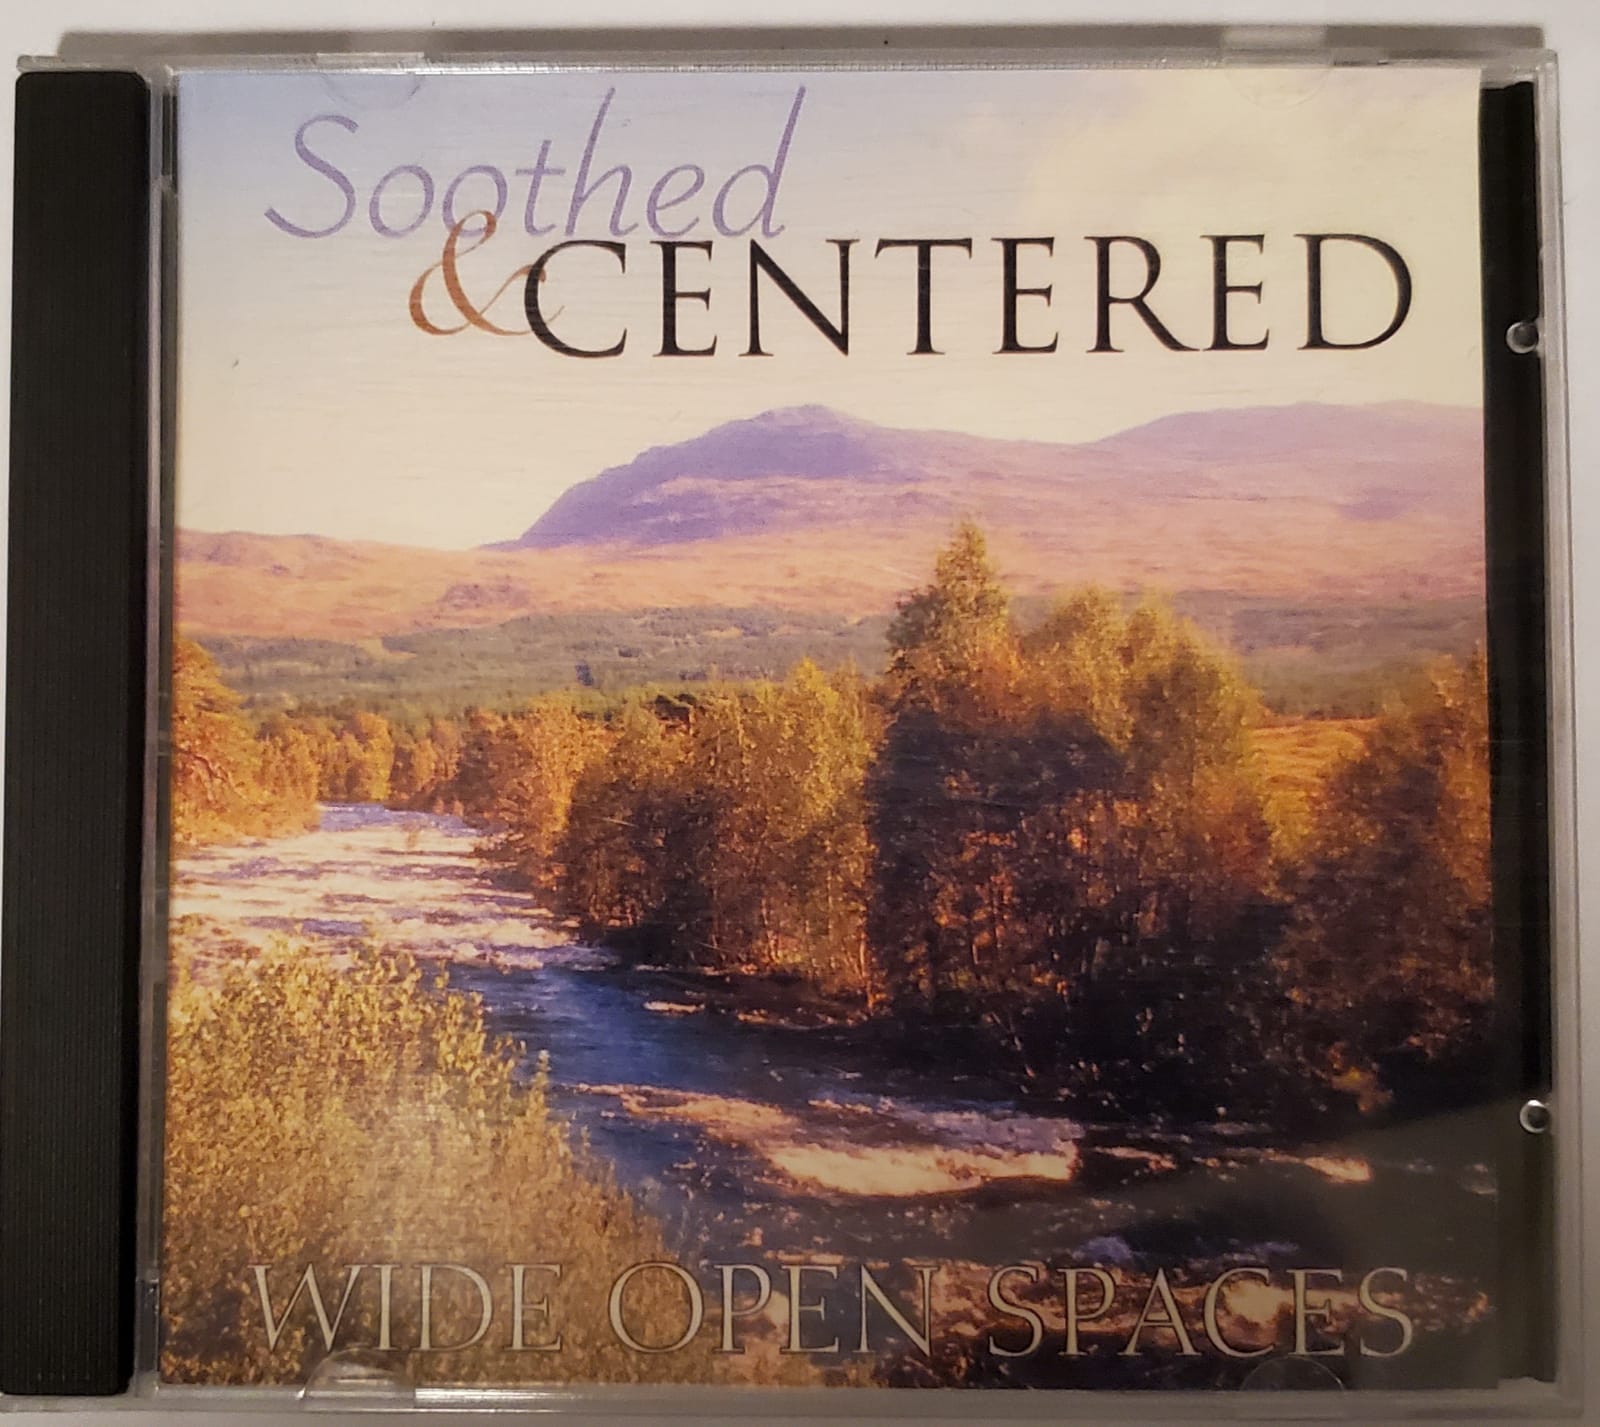 Soothed
& CENTERED
WIDE OPEN SPACES